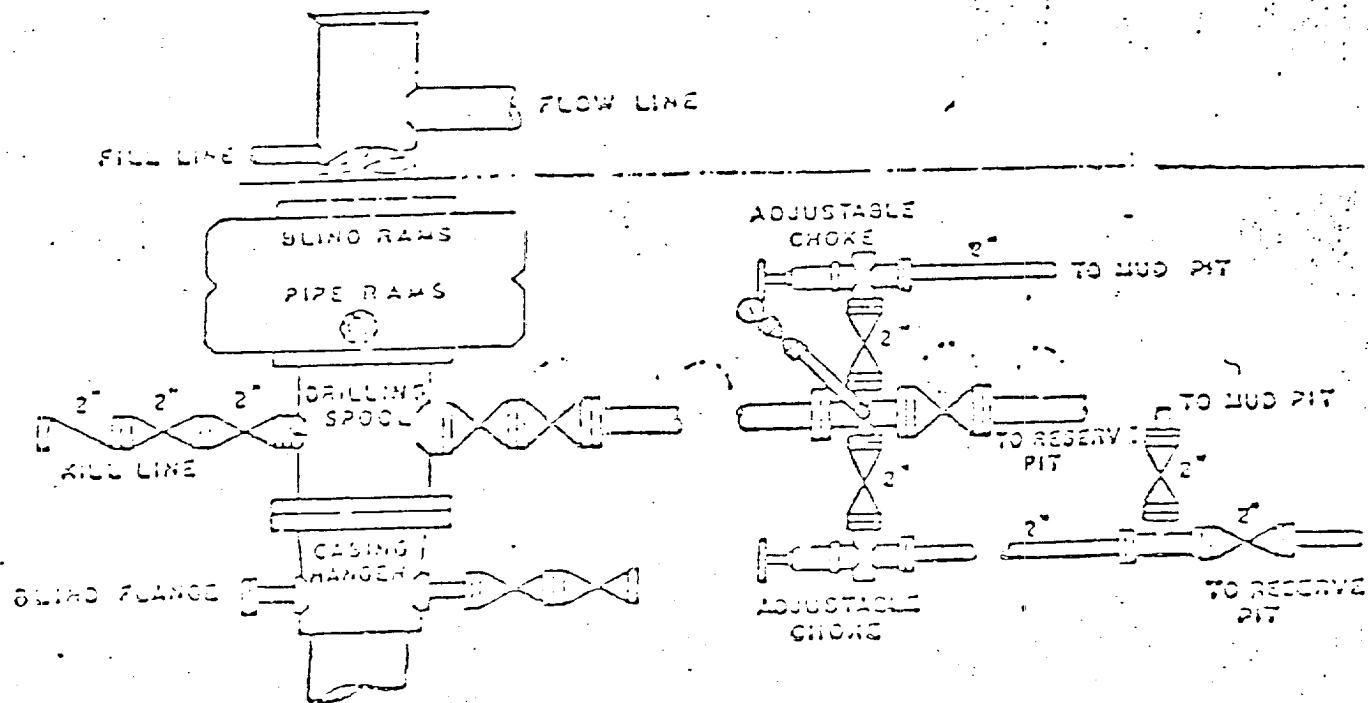 FLOW LINE
FILL LINE
BLIND RAMS
PIPE RAMS
ADJUSTABLE
CHOKE
2"
TO MUD PIT
2"
2" 2" 2"
DRILLING
SPOOL
KILL LINE
TO RESERVE
PIT
TO MUD PIT
2"
2"
2"
2"
CASING
HANGER
BLIND FLANGE
ADJUSTABLE
CHOKE
TO RESERVE
PIT